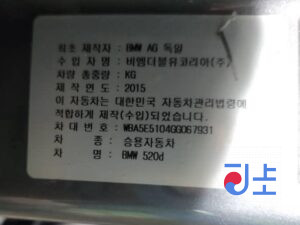 최초 제작자 : BMW AG 독일
수 입 자 명 : 비엠더블유코리아(주)
차량 총중량 : KG
제 작 연 도 : 2015
이 자동차는 대한민국 자동차관리법령에
적합하게 제작(수입)되었습니다.
차 대 번 호 : WBA5E5104GG067931
차 종 : 승용자동차
차 명 : BMW 520d